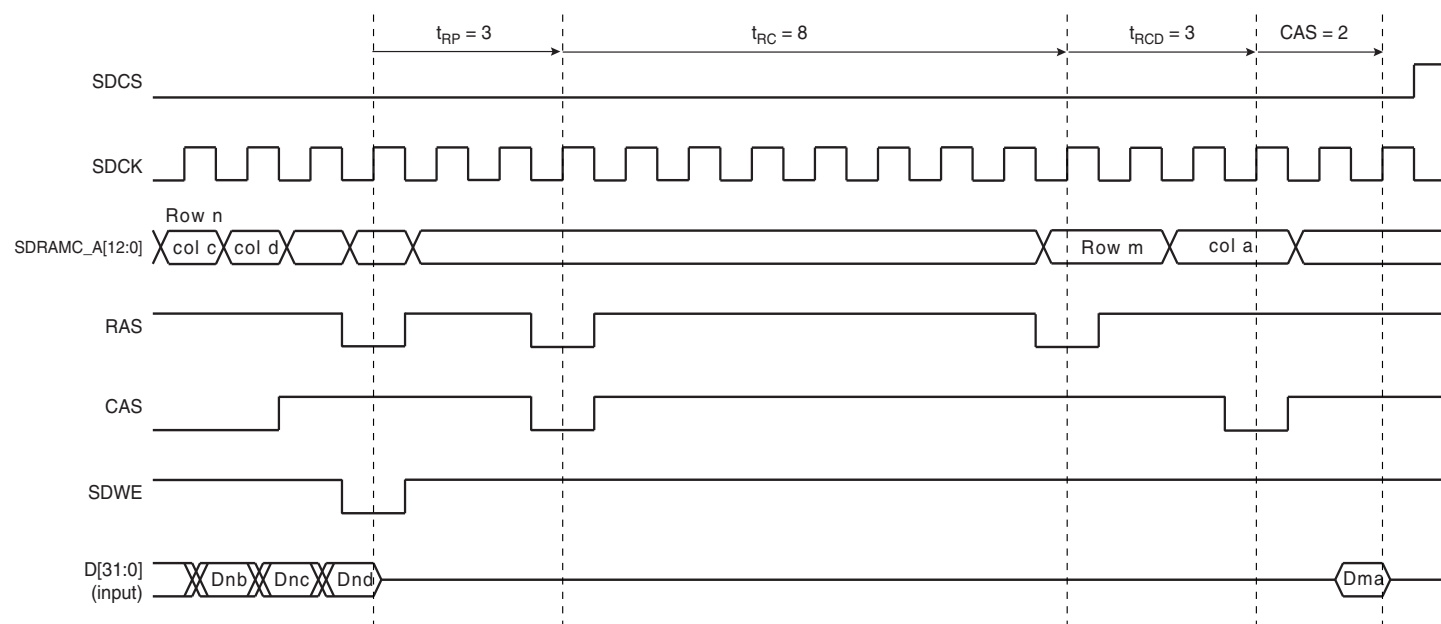 tRP = 3 tRC = 8 tRCD = 3 CAS = 2
SDCS
SDCK
Row n
SDRAMC_A[12:0] col c col d Row m col a
RAS
CAS
SDWE
D[31:0]
(input) Dnb Dnc Dnd Dma